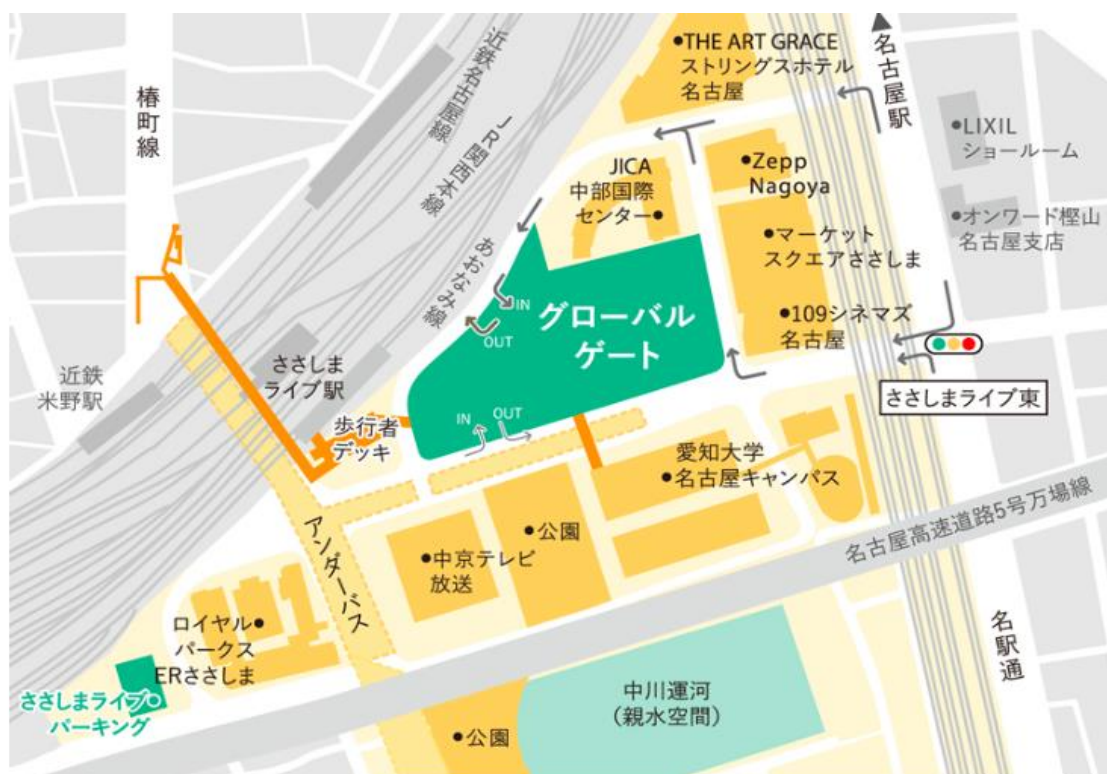 ●THE ART GRACE
ストリングスホテル
名古屋
▲名古屋駅
近鉄名古屋線
JR関西本線
あおなみ線
椿町線
●LIXIL
ショールーム
JICA
中部国際
センター●
●Zepp
Nagoya
●オンワード樫山
名古屋支店
●マーケット
スクエアささしま
IN
OUT
グローバル
ゲート
●109シネマズ
名古屋
ささしま
ライブ駅
近鉄
米野駅
ささしまライブ東
歩行者
デッキ
IN
OUT
愛知大学
●名古屋キャンパス
名古屋高速道路5号万場線
●公園
●中京テレビ
放送
アンダーパス
ロイヤル●
パークス
ERささしま
名駅通
ささしまライブ
パーキング
中川運河
(親水空間)
●公園